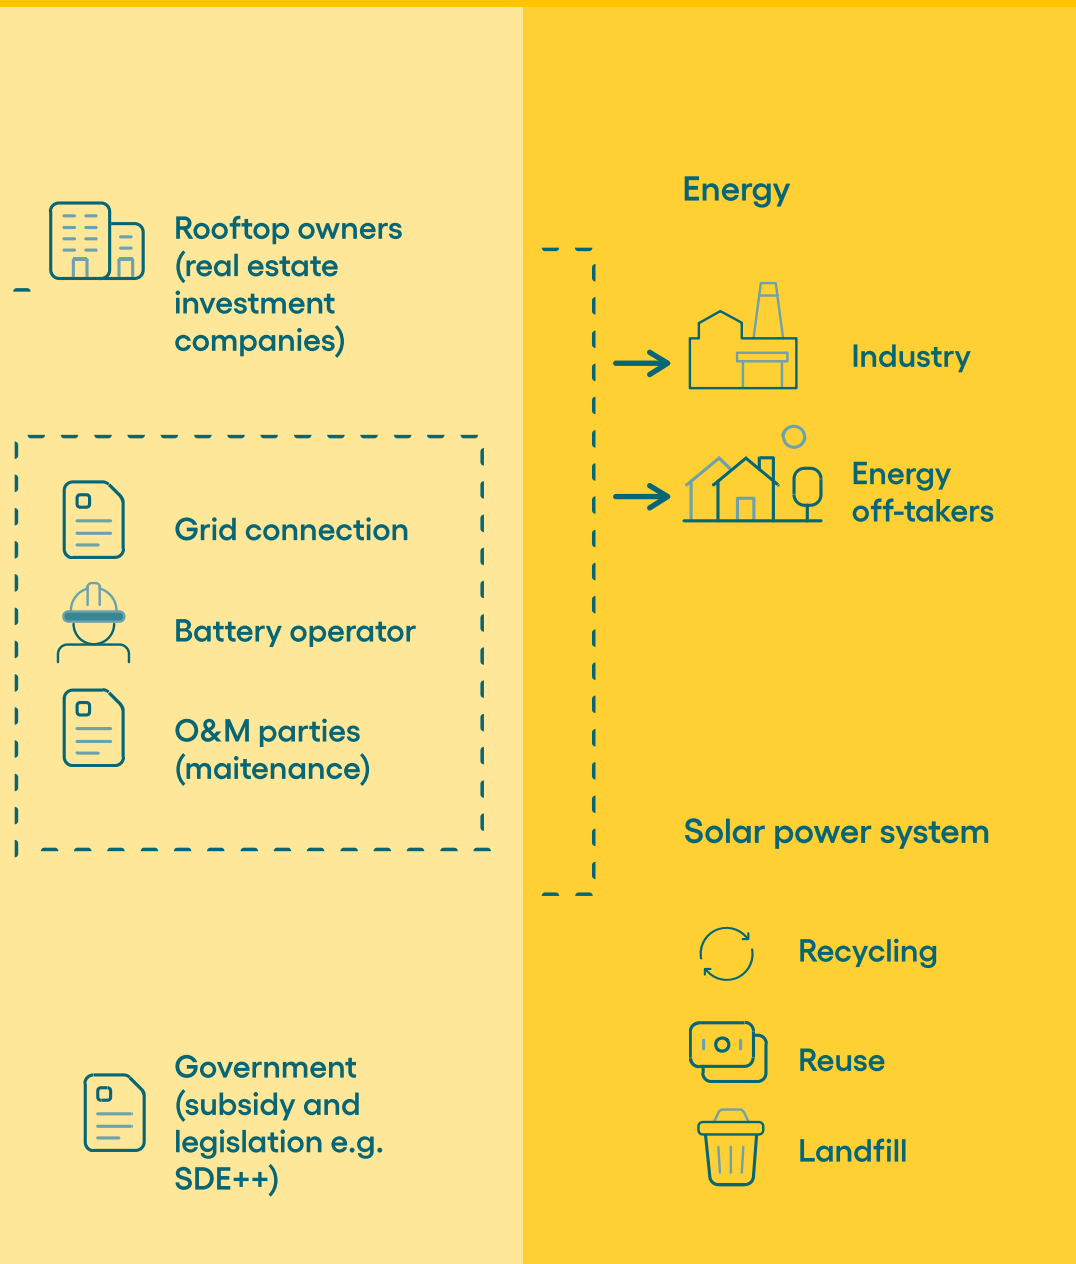 Rooftop owners
(real estate
investment
companies)
Grid connection
Battery operator
O&M parties
(maitenance)
Government
(subsidy and
legislation e.g.
SDE++)
Energy
Industry
Energy
off-takers
Solar power system
Recycling
Reuse
Landfill